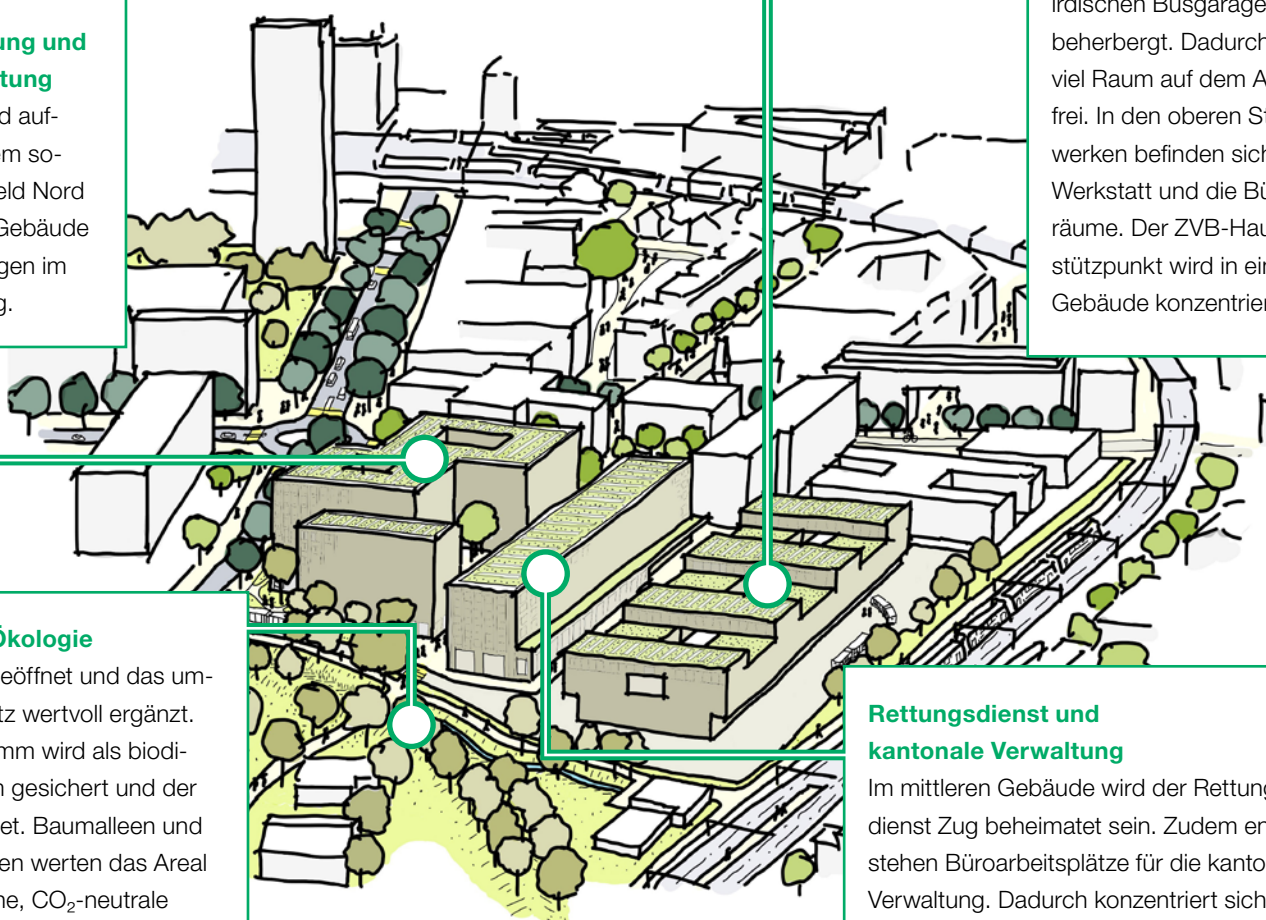 ung und
tung
d auf-
em so-
eld Nord
Gebäude
gen im
g.
irdischen Busgarage
beherbergt. Dadurch
viel Raum auf dem A
frei. In den oberen St
werken befinden sich
Werkstatt und die Bü
räume. Der ZVB-Hau
stützpunkt wird in ein
Gebäude konzentrier
Ökologie
eöffnet und das um-
tz wertvoll ergänzt.
mm wird als biodi-
n gesichert und der
et. Baumalleen und
en werten das Areal
ne, CO₂-neutrale
Rettungsdienst und
kantonale Verwaltung
Im mittleren Gebäude wird der Rettung
dienst Zug beheimatet sein. Zudem en
stehen Büroarbeitsplätze für die kanto
Verwaltung. Dadurch konzentriert sich